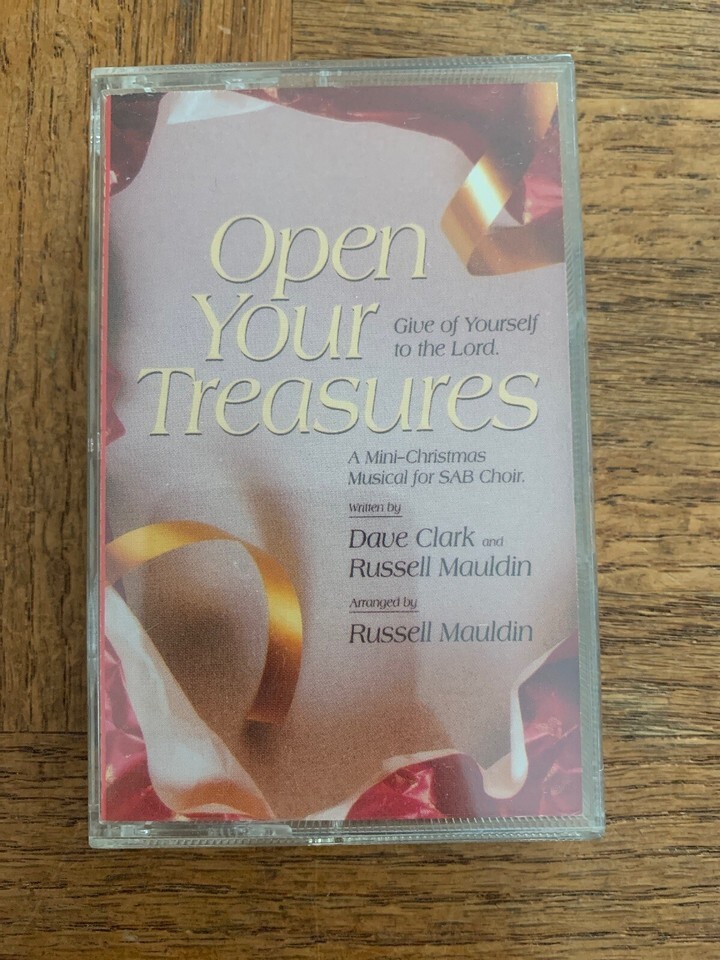 Open
Your
Treasures
Give of Yourself
to the Lord.
A Mini-Christmas
Musical for SAB Choir.
Written by
Dave Clark and
Russell Mauldin
Arranged by
Russell Mauldin